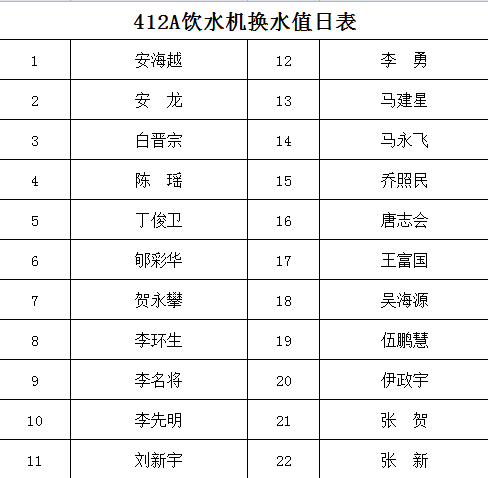 412A饮水机换水值日表
1 安海越 12 李　勇
2 安　龙 13 马建星
3 白晋宗 14 马永飞
4 陈　瑶 15 乔照民
5 丁俊卫 16 唐志会
6 郇彩华 17 王富国
7 贺永攀 18 吴海源
8 李环生 19 伍鹏慧
9 李名将 20 伊政宇
10 李先明 21 张　贺
11 刘新宇 22 张　新